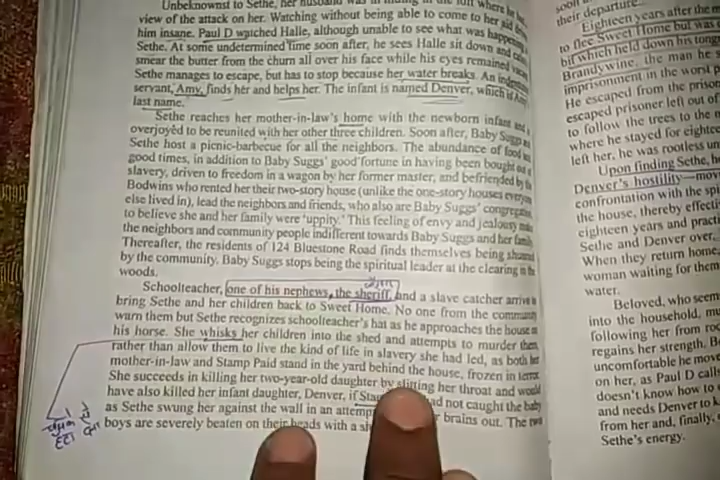 Unbeknownst to Sethe, her husband was in hiding in the loft where he has
view of the attack on her. Watching without being able to come to her aid
him insane. Paul D watched Halle, although unable to see what was happening
Sethe. At some undetermined time soon after, he sees Halle sit down and
smear the butter from the churn all over his face while his eyes remained
Sethe manages to escape, but has to stop because her water breaks. An indentured
servant, Amy, finds her and helps her. The infant is named Denver, which is Amy
last name.
Sethe reaches her mother-in-law's home with the newborn infant and
overjoyed to be reunited with her other three children. Soon after, Baby Suggs
Sethe host a picnic-barbecue for all the neighbors. The abundance of food
good times, in addition to Baby Suggs' good fortune in having been bought out
slavery, driven to freedom in a wagon by her former master, and befriended by the
Bodwins who rented her their two-story house (unlike the one-story houses everyone
else lived in), lead the neighbors and friends, who also are Baby Suggs' congregation
to believe she and her family were 'uppity.' This feeling of envy and jealousy
the neighbors and community people indifferent towards Baby Suggs and her family
Thereafter, the residents of 124 Bluestone Road finds themselves being shunned
by the community. Baby Suggs stops being the spiritual leader at the clearing in the
woods.
Schoolteacher, one of his nephews, the sheriff, and a slave catcher arrive
bring Sethe and her children back to Sweet Home. No one from the community
warn them but Sethe recognizes schoolteacher's hat as he approaches the house
his horse. She whisks her children into the shed and attempts to murder them
rather than allow them to live the kind of life in slavery she had led, as both her
mother-in-law and Stamp Paid stand in the yard behind the house, frozen in terror.
She succeeds in killing her two-year-old daughter by slitting her throat and would
have also killed her infant daughter, Denver, if had not caught the baby
as Sethe swung her against the wall in an attempt brains out. The two
boys are severely beaten on their heads with a
their departure.
Eighteen years after the
to flee Sweet Home but was
bit which held down his
Brandywine, the man he
imprisonment in the worst
He escaped from the prison
escaped prisoner left out of
to follow the trees to the
where he stayed for eighteen
left her, he was rootless
Upon finding Sethe,
Denver's hostility
confrontation with the
the house, thereby
eighteen years and
Sethe and Denver over.
When they return home,
woman waiting for them
water.
Beloved, who
into the household,
following her from
regains her strength.
uncomfortable he
on her, as Paul D
doesn't know how to
and needs Denver to
from her and, finally,
Sethe's energy.